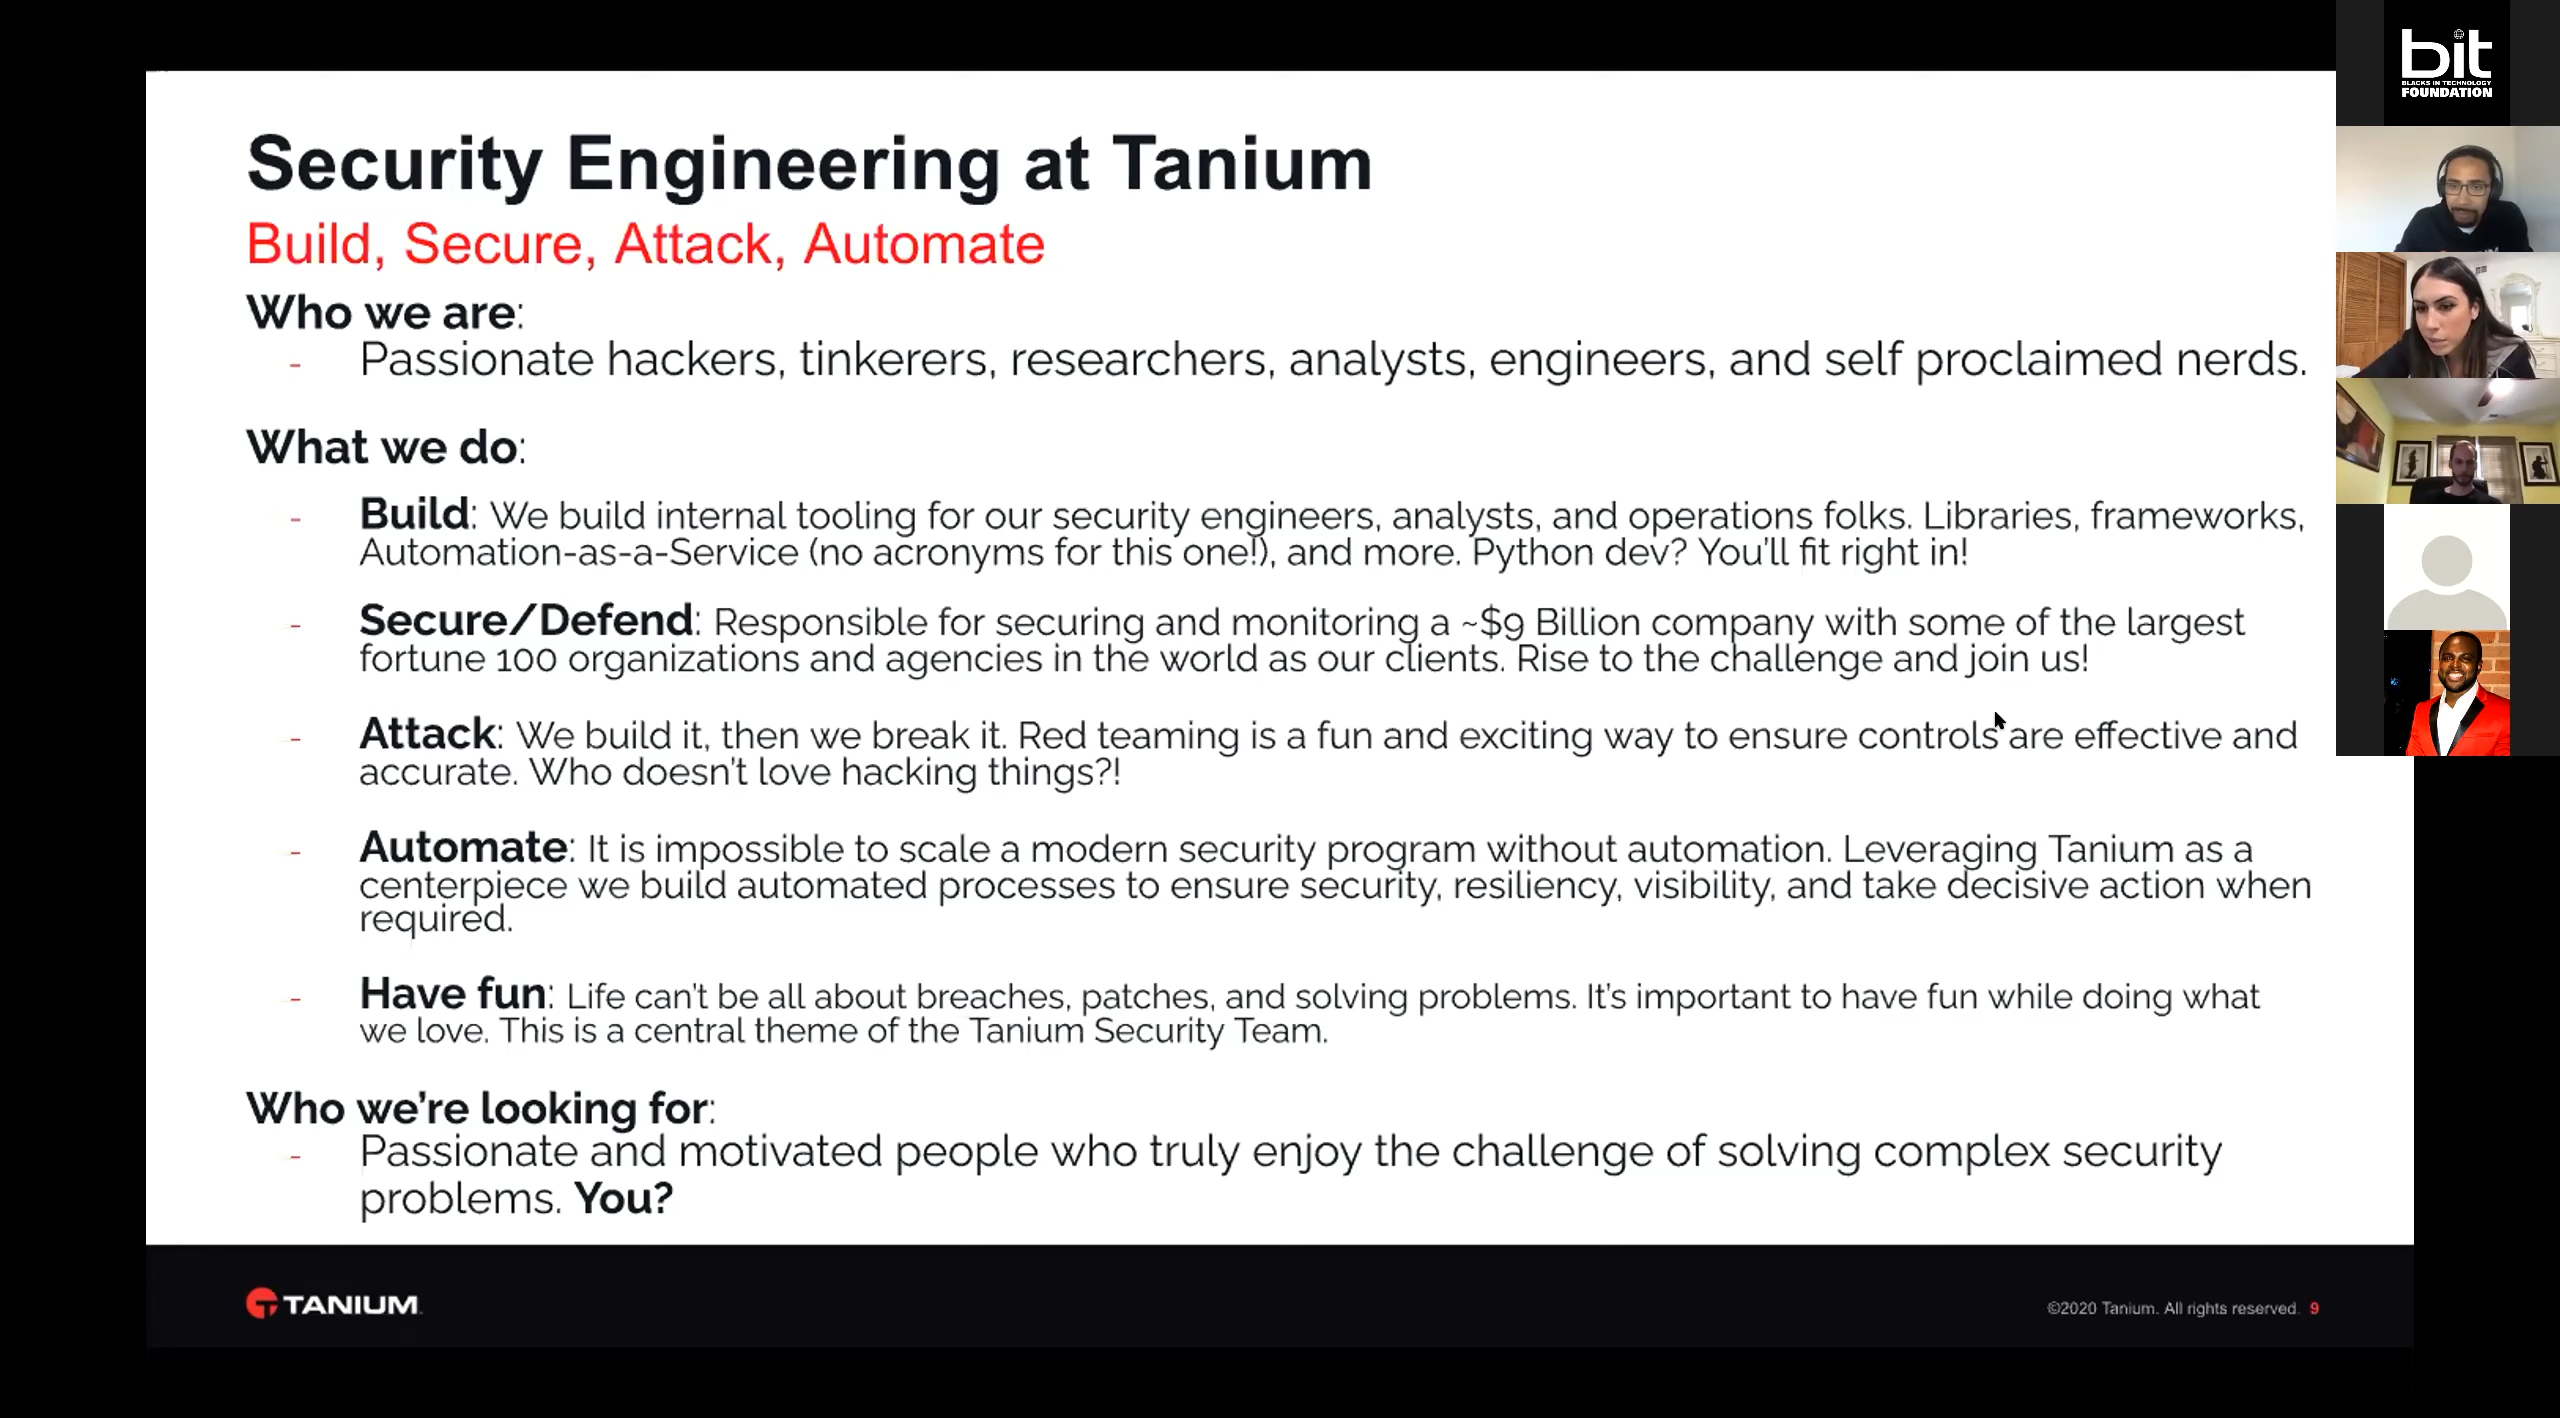 Security Engineering at Tanium
Build, Secure, Attack, Automate
Who we are:
- Passionate hackers, tinkerers, researchers, analysts, engineers, and self proclaimed nerds.
What we do:
- Build: We build internal tooling for our security engineers, analysts, and operations folks. Libraries, frameworks,
Automation-as-a-Service (no acronyms for this one!), and more. Python dev? You'll fit right in!
- Secure/Defend: Responsible for securing and monitoring a ~$9 Billion company with some of the largest
fortune 100 organizations and agencies in the world as our clients. Rise to the challenge and join us!
- Attack: We build it, then we break it. Red teaming is a fun and exciting way to ensure controls are effective and
accurate. Who doesn't love hacking things?!
- Automate: It is impossible to scale a modern security program without automation. Leveraging Tanium as a
centerpiece we build automated processes to ensure security, resiliency, visibility, and take decisive action when
required.
- Have fun: Life can't be all about breaches, patches, and solving problems. It's important to have fun while doing what
we love. This is a central theme of the Tanium Security Team.
Who we're looking for:
- Passionate and motivated people who truly enjoy the challenge of solving complex security
problems. You?
TANIUM
©2020 Tanium. All rights reserved. 9
bit
BLACKS IN TECHNOLOGY
FOUNDATION